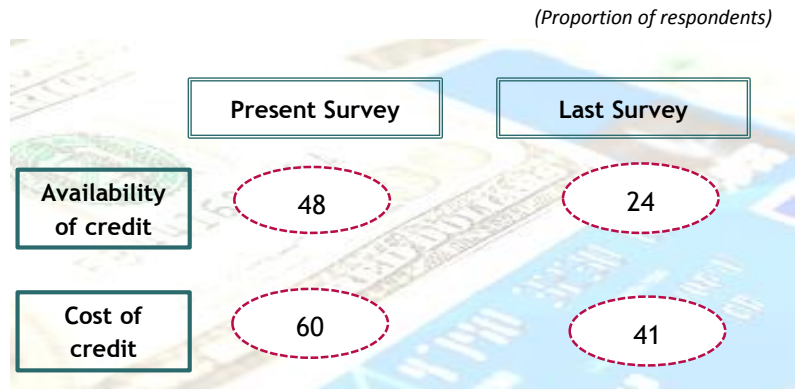 (Proportion of respondents)
Present Survey
Last Survey
Availability
of credit
48
24
Cost of
credit
60
41